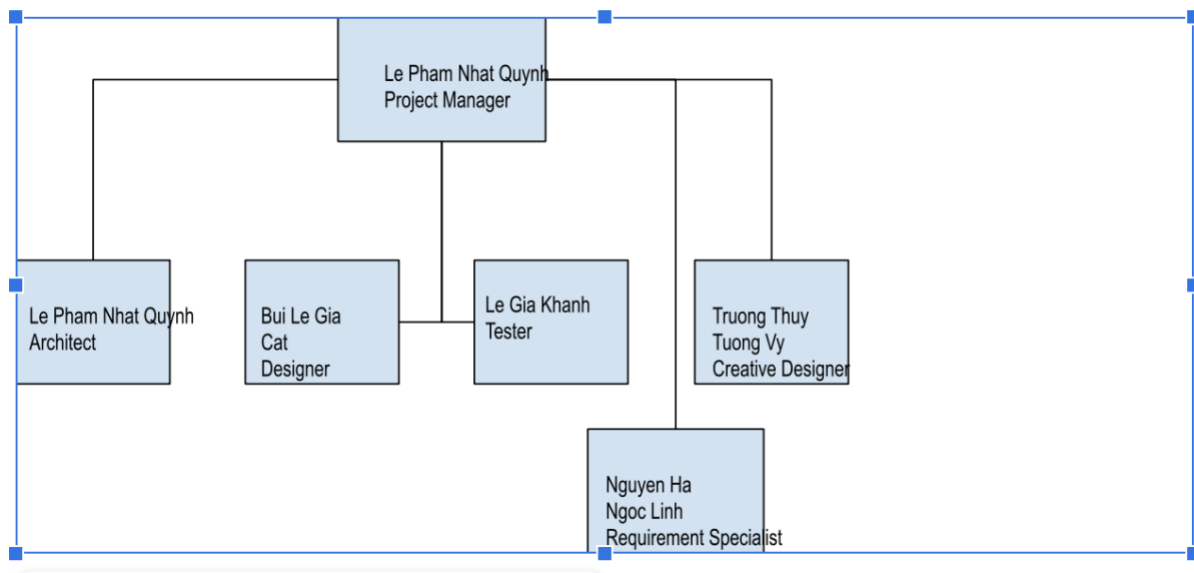 Le Pham Nhat Quynh
Project Manager
Le Pham Nhat Quynh
Architect
Bui Le Gia
Cat
Designer
Le Gia Khanh
Tester
Truong Thuy
Tuong Vy
Creative Designer
Nguyen Ha
Ngoc Linh
Requirement Specialist